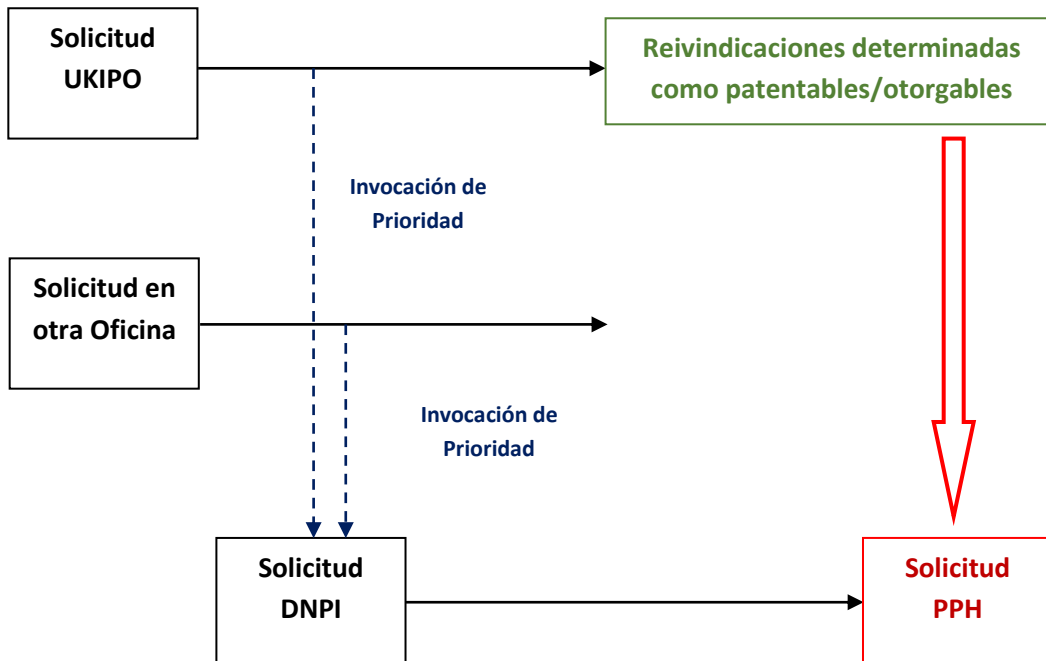 Solicitud
UKIPO
Reivindicaciones determinadas
como patentables/otorgables
Invocación de
Prioridad
Solicitud en
otra Oficina
Invocación de
Prioridad
Solicitud
DNPI
Solicitud
PPH